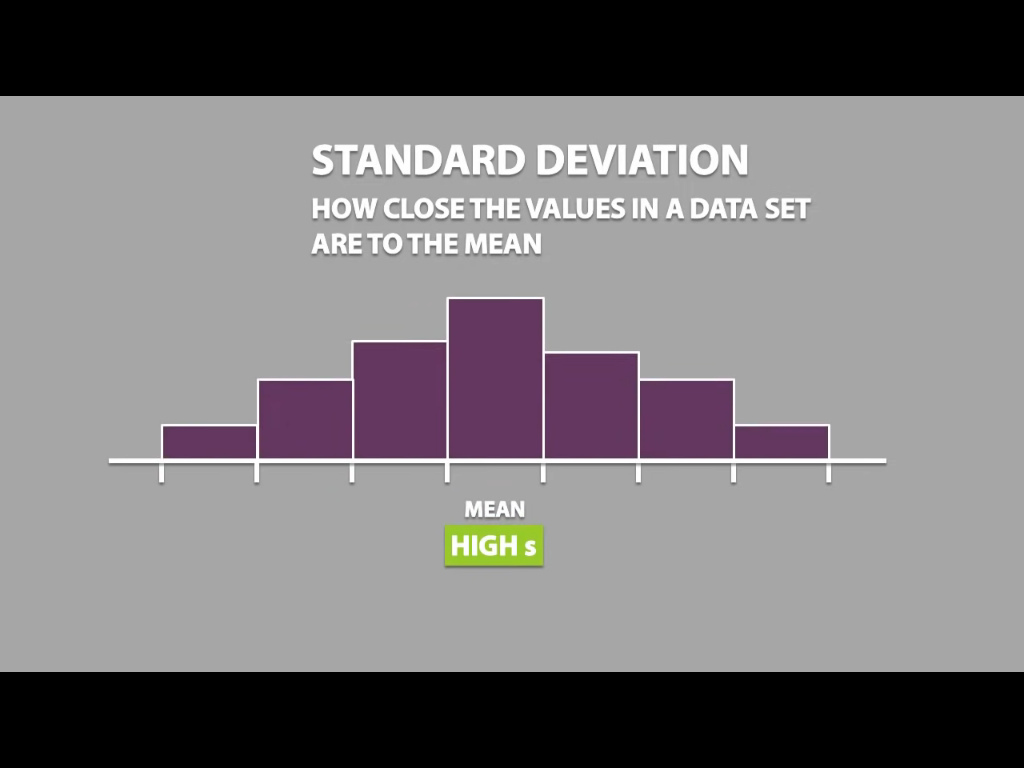 STANDARD DEVIATION
HOW CLOSE THE VALUES IN A DATA SET
ARE TO THE MEAN
MEAN
HIGH s